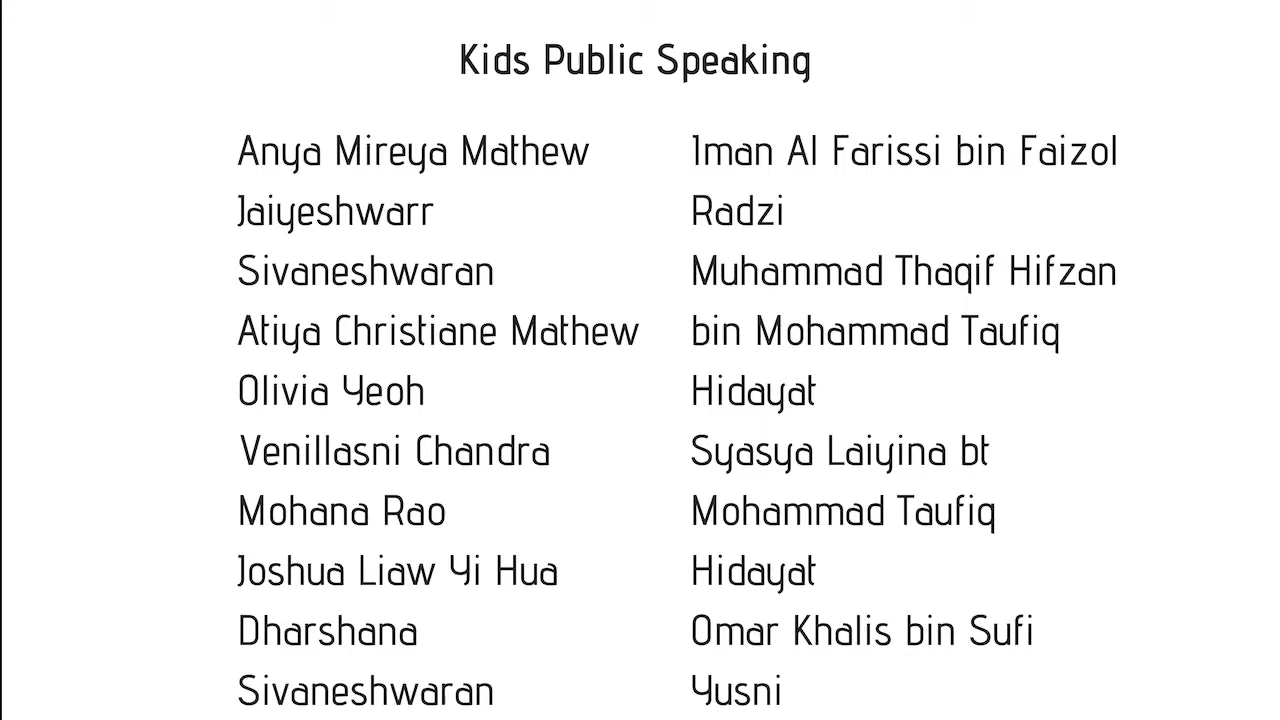 Kids Public Speaking
Anya Mireya Mathew
Jaiyeshwarr
Sivaneshwaran
Atiya Christiane Mathew
Olivia Yeoh
Venillasni Chandra
Mohana Rao
Joshua Liaw Yi Hua
Dharshana
Sivaneshwaran
Iman Al Farissi bin Faizol
Radzi
Muhammad Thaqif Hifzan
bin Mohammad Taufiq
Hidayat
Syasya Laiyina bt
Mohammad Taufiq
Hidayat
Omar Khalis bin Sufi
Yusni